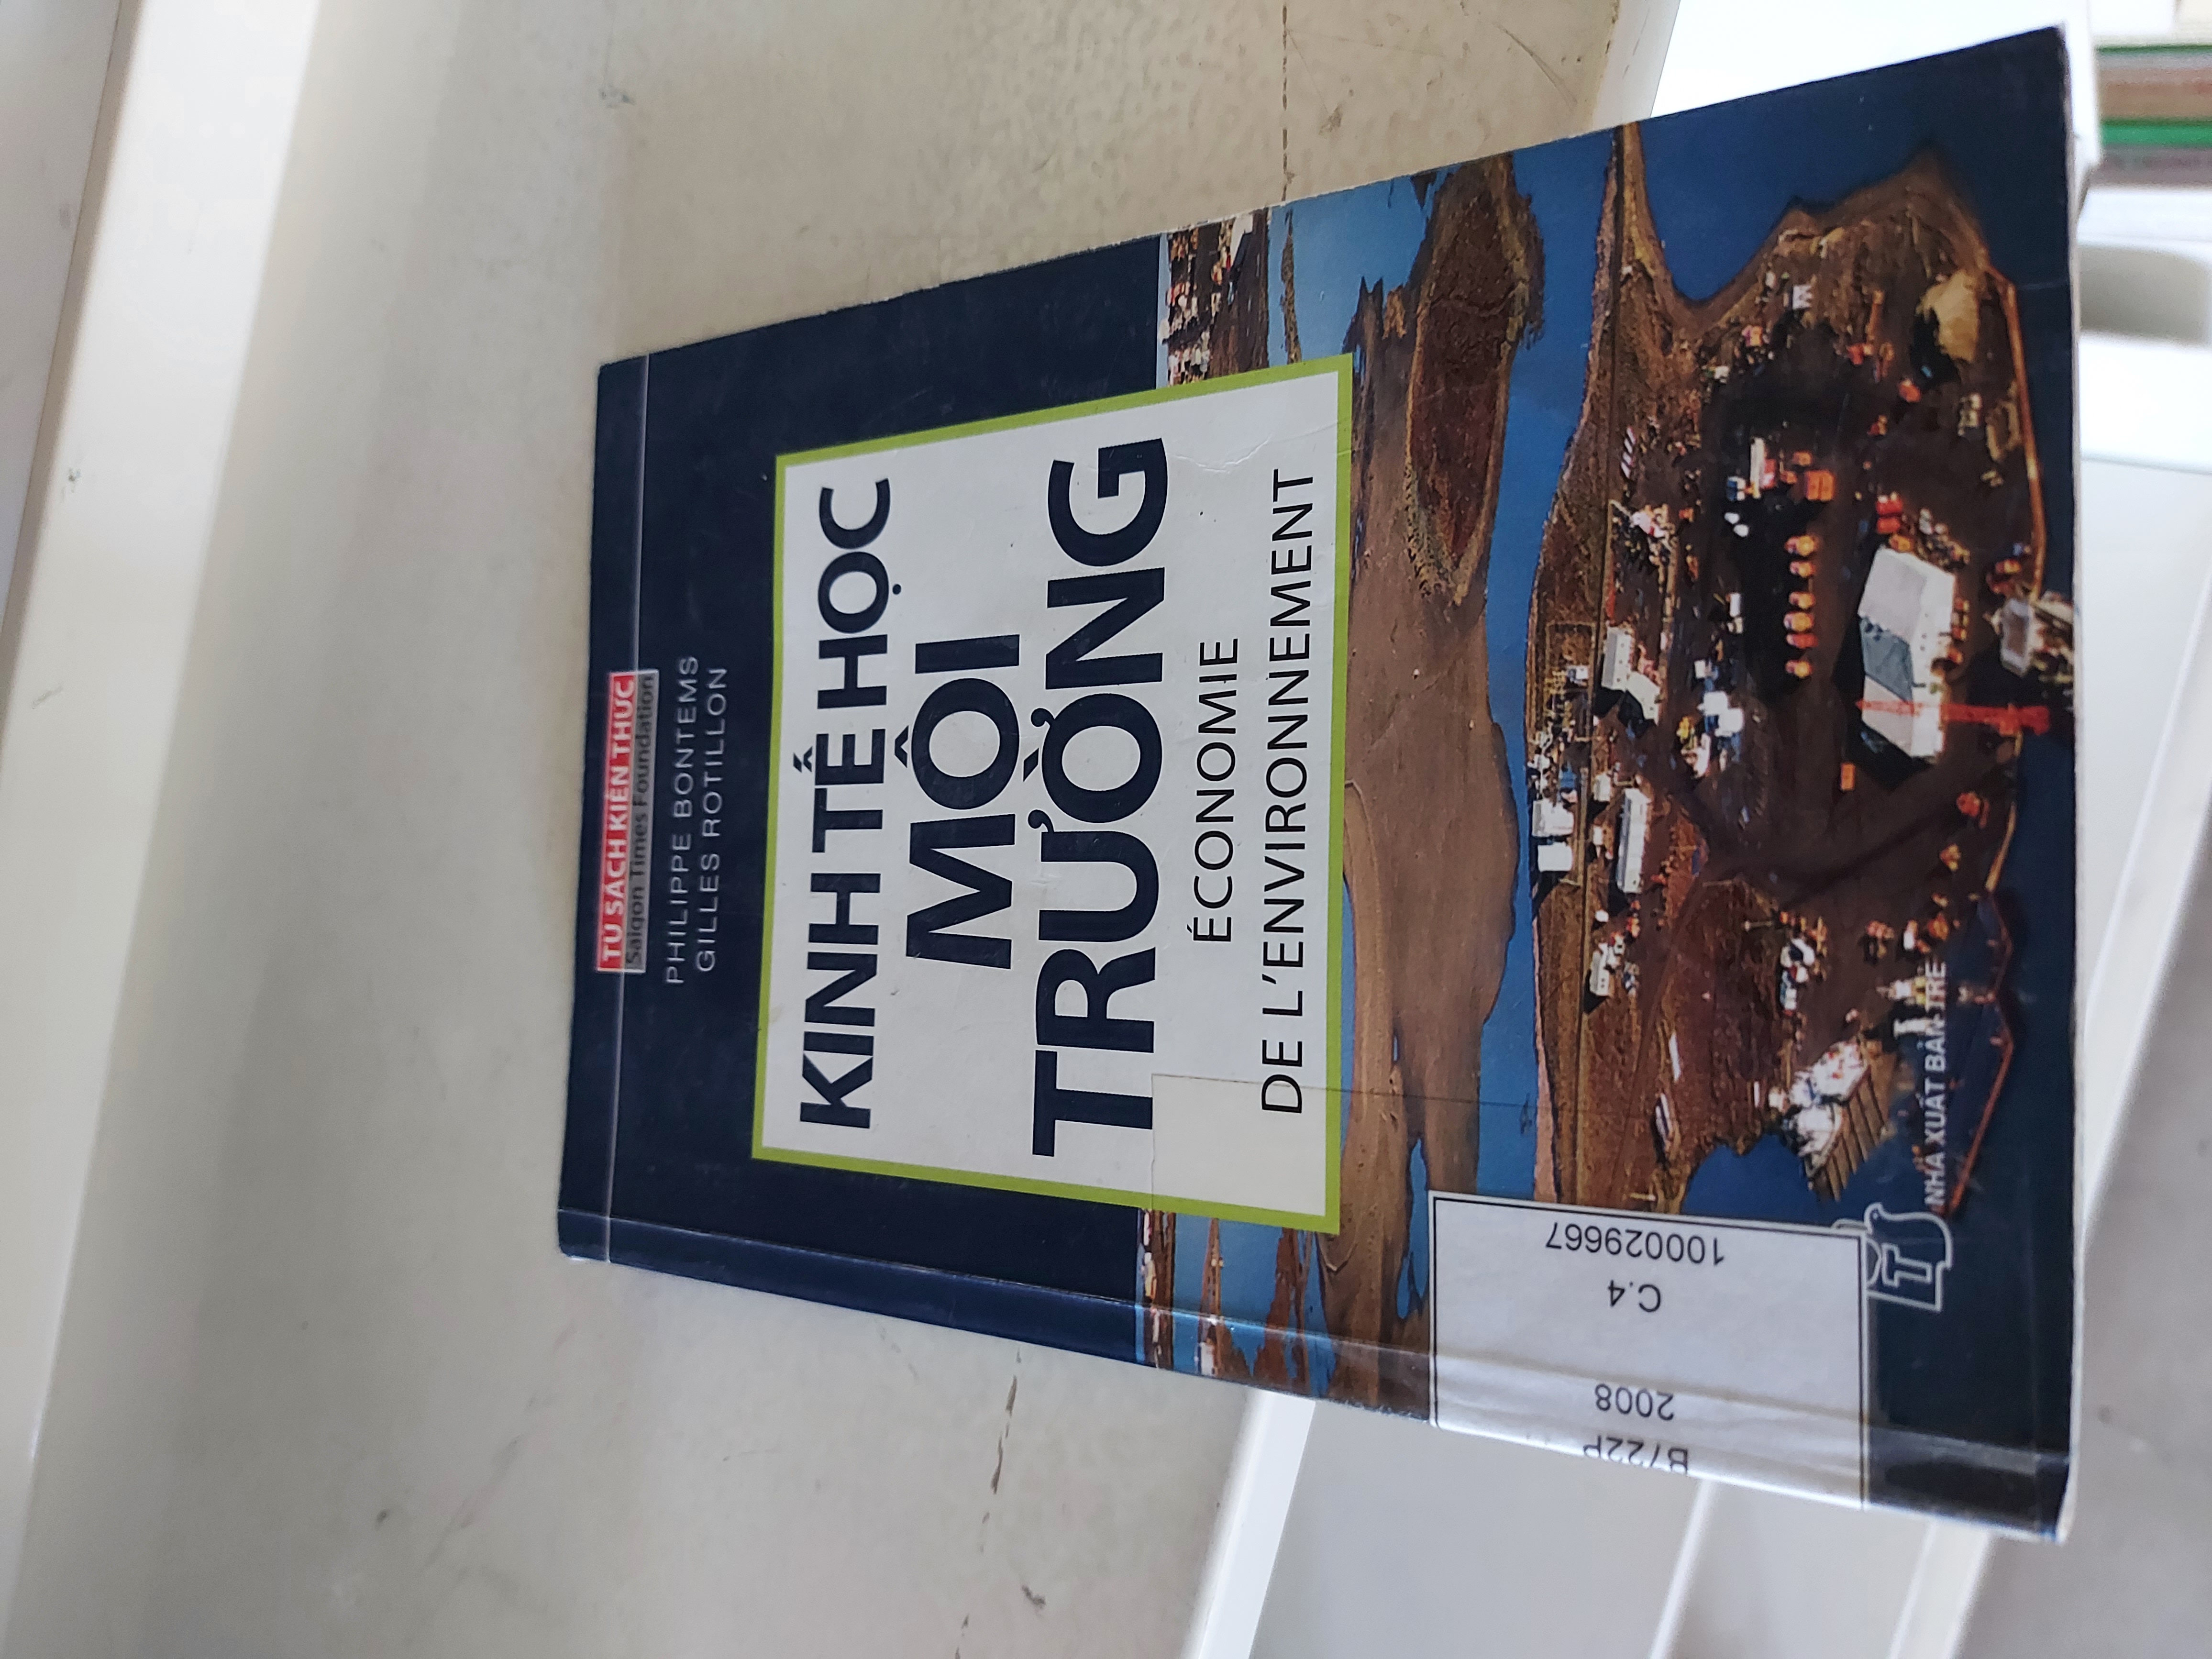 TỦ SÁCH KIẾN THỨC
Saigon Times Foundation
PHILIPPE BONTEMS
GILLES ROTILLON
KINH TẾ HỌC
MÔI
TRƯỜNG
ÉCONOMIE
DE L'ENVIRONNEMENT
B722P
2008
C.4
100029667
T
NHÀ XUẤT BẢN TRẺ